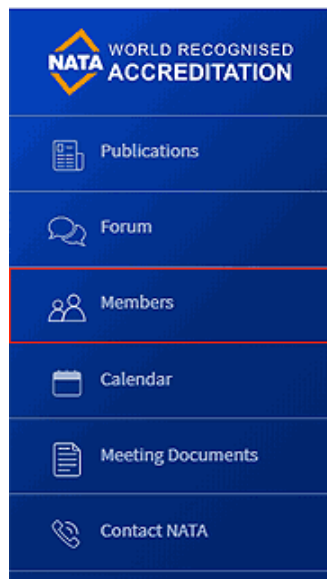 NATA
WORLD RECOGNISED
ACCREDITATION
Publications
Forum
Members
Calendar
Meeting Documents
Contact NATA